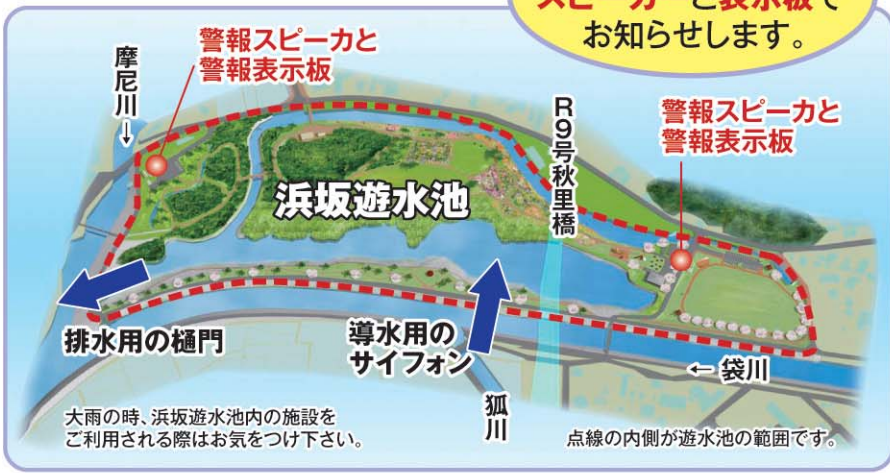 スピーカーと表示板で
お知らせします。
警報スピーカと
警報表示板
摩尼川
↓
R9号秋里橋
警報スピーカと
警報表示板
浜坂遊水池
排水用の樋門
導水用の
サイフォン
← 袋川
狐川
大雨の時、浜坂遊水池内の施設を
ご利用される際はお気をつけ下さい。
点線の内側が遊水池の範囲です。